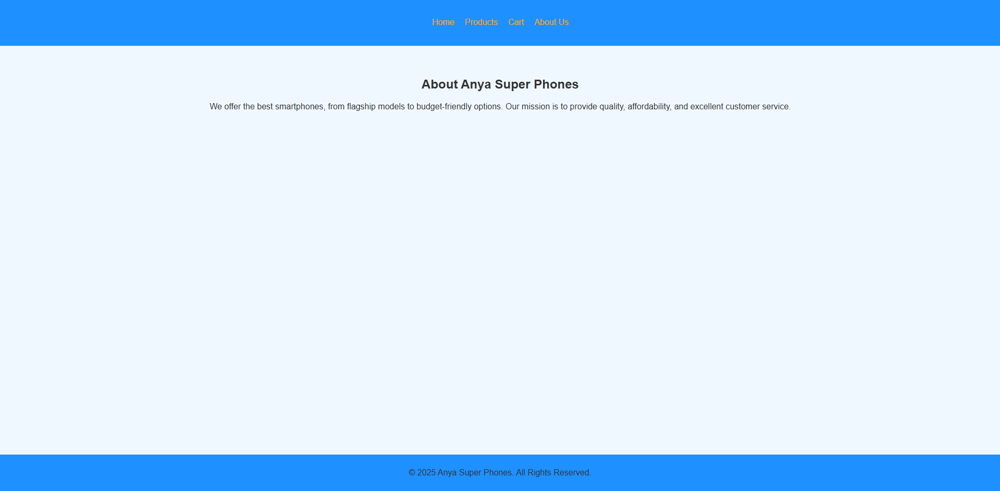 Home Products Cart About Us
About Anya Super Phones
We offer the best smartphones, from flagship models to budget-friendly options. Our mission is to provide quality, affordability, and excellent customer service.
© 2025 Anya Super Phones. All Rights Reserved.